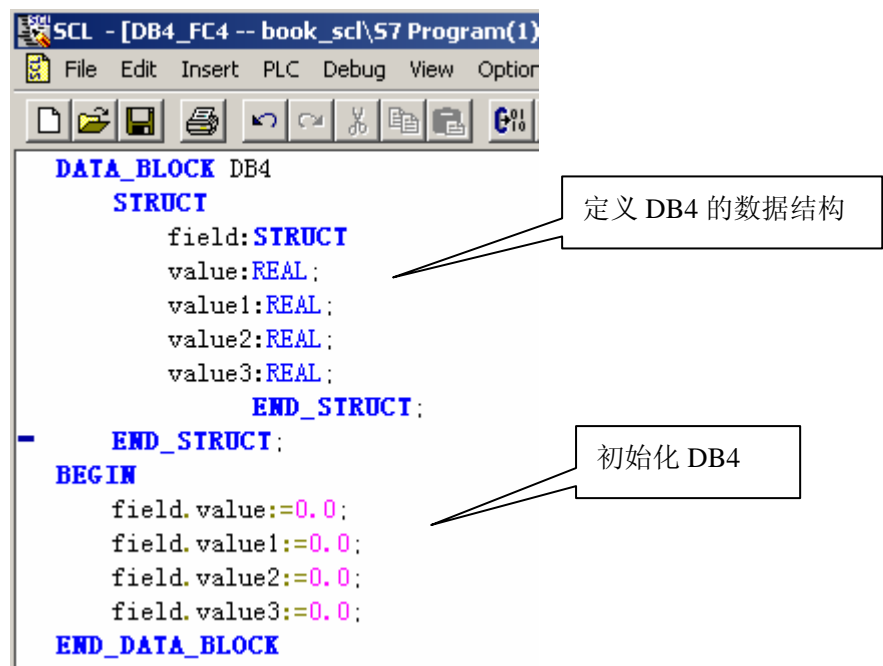 SCL - [DB4_FC4 -- book_scl\S7 Program(1)
File Edit Insert PLC Debug View Option
DATA_BLOCK DB4
STRUCT
field:STRUCT
value:REAL;
value1:REAL;
value2:REAL;
value3:REAL;
END_STRUCT;
END_STRUCT;
BEGIN
field.value:=0.0;
field.value1:=0.0;
field.value2:=0.0;
field.value3:=0.0;
END_DATA_BLOCK
定义 DB4 的数据结构
初始化 DB4